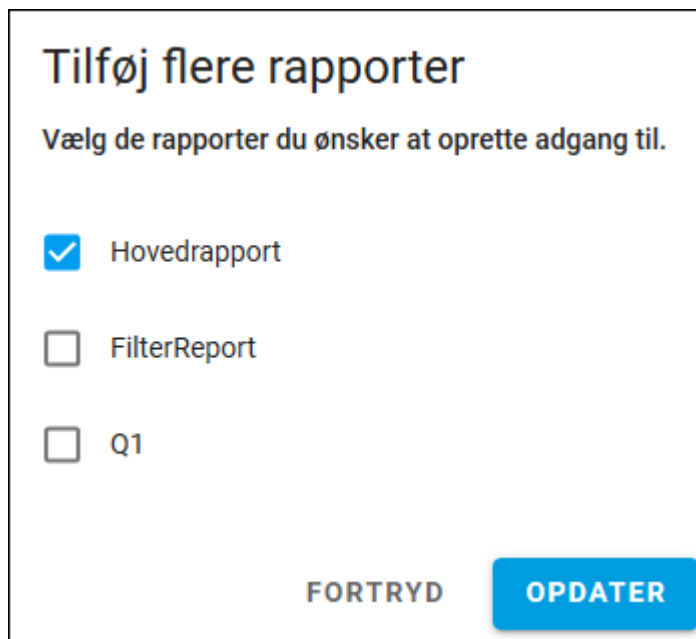 Tilføj flere rapporter
Vælg de rapporter du ønsker at oprette adgang til.
Hovedrapport
FilterReport
Q1
FORTRYD OPDATER